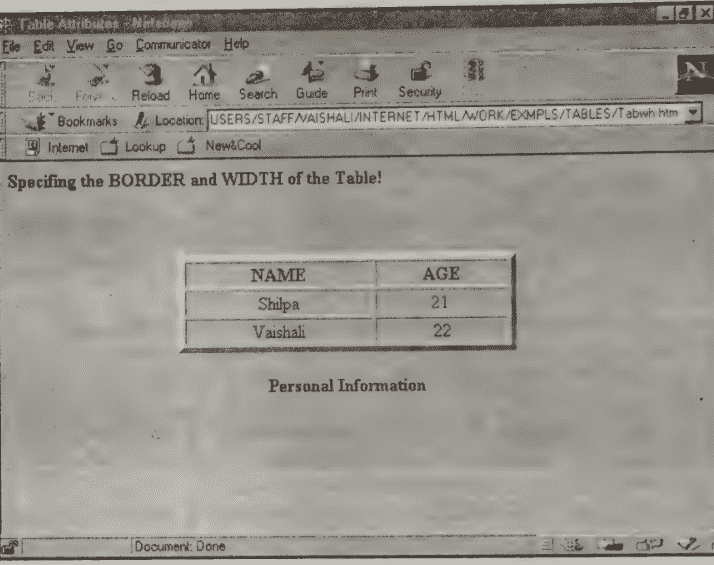 Table Attributes - Netscape
File Edit View Go Communicator Help
Back Reload Home Search Guide Print Security
N
Bookmarks Location: USERS/STAFF/VAISHALI/INTERNET/HTML/WORK/EXMPLS/TABLES/Tabwh.htm
Internet Lookup New&Cool
Specifing the BORDER and WIDTH of the Table!
NAME AGE
Shilpa 21
Vaishali 22
Personal Information
Document: Done